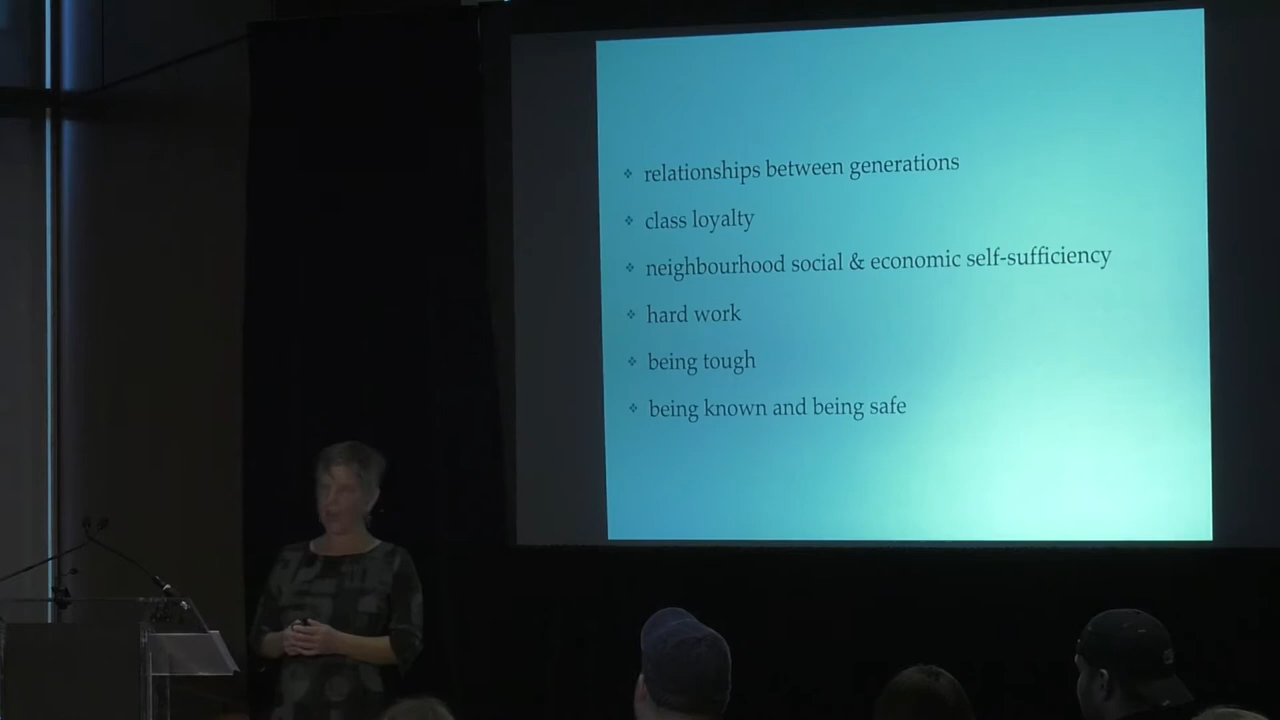 relationships between generations
class loyalty
neighbourhood social & economic self-sufficiency
hard work
being tough
being known and being safe